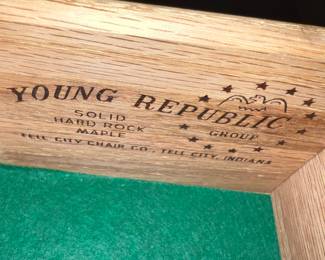 YOUNG REPUBLIC
GROUP
SOLID
HARD ROCK
MAPLE
TELL CITY CHAIR CO. TELL CITY, INDIANA